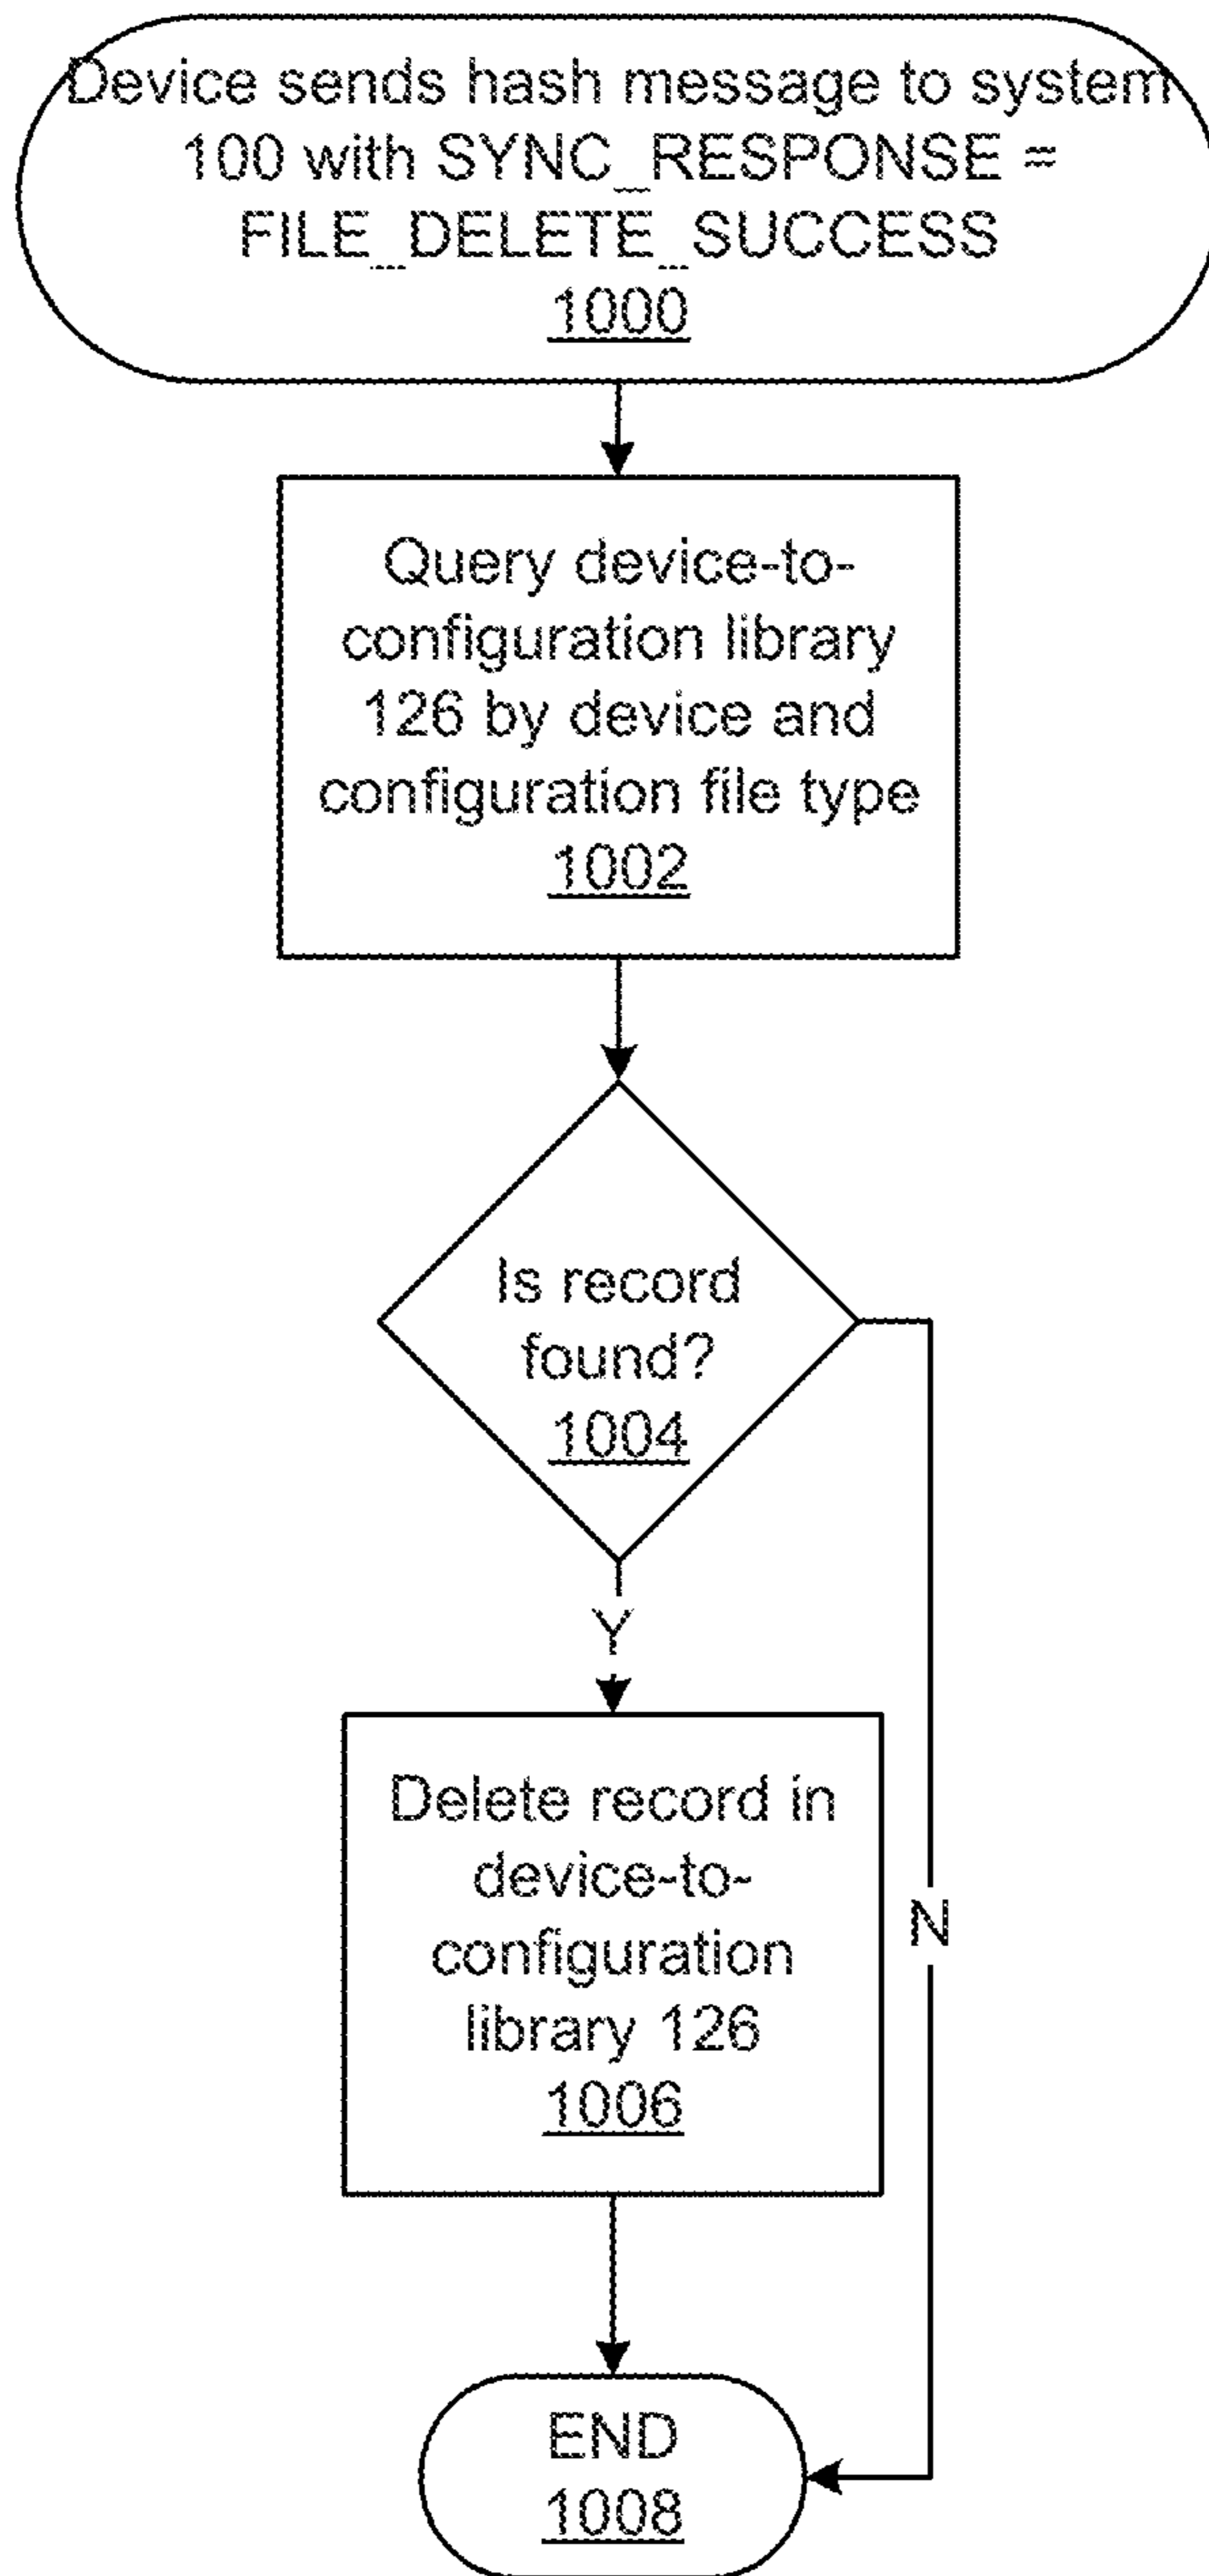 Device sends hash message to system
100 with SYNC_RESPONSE =
FILE_DELETE_SUCCESS
1000
Query device-to-
configuration library
126 by device and
configuration file type
1002
Is record
found?
1004
Y
Delete record in
device-to-
configuration
library 126
1006
N
END
1008